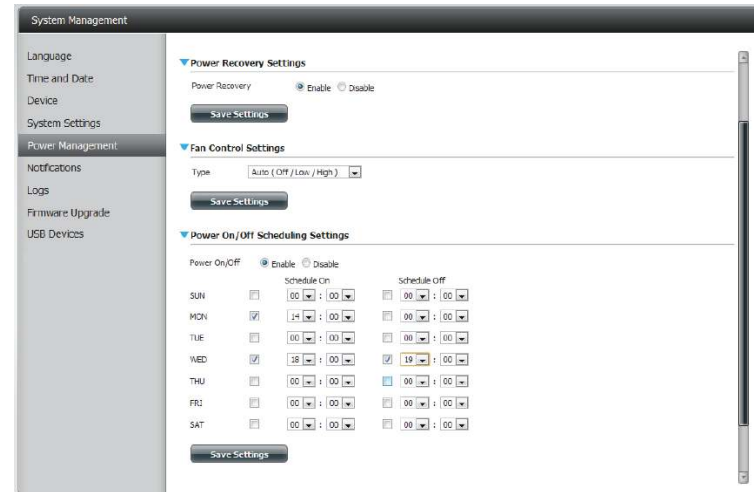 System Management
Language
Time and Date
Device
System Settings
Power Management
Notifications
Logs
Firmware Upgrade
USB Devices
Power Recovery Settings
Power Recovery Enable Disable
Save Settings
Fan Control Settings
Type Auto ( Off / Low / High )
Save Settings
Power On/Off Scheduling Settings
Power On/Off Enable Disable
Schedule On Schedule Off
SUN 00 : 00 00 : 00
MON 14 : 00 00 : 00
TUE 00 : 00 00 : 00
WED 18 : 00 19 : 00
THU 00 : 00 00 : 00
FRI 00 : 00 00 : 00
SAT 00 : 00 00 : 00
Save Settings